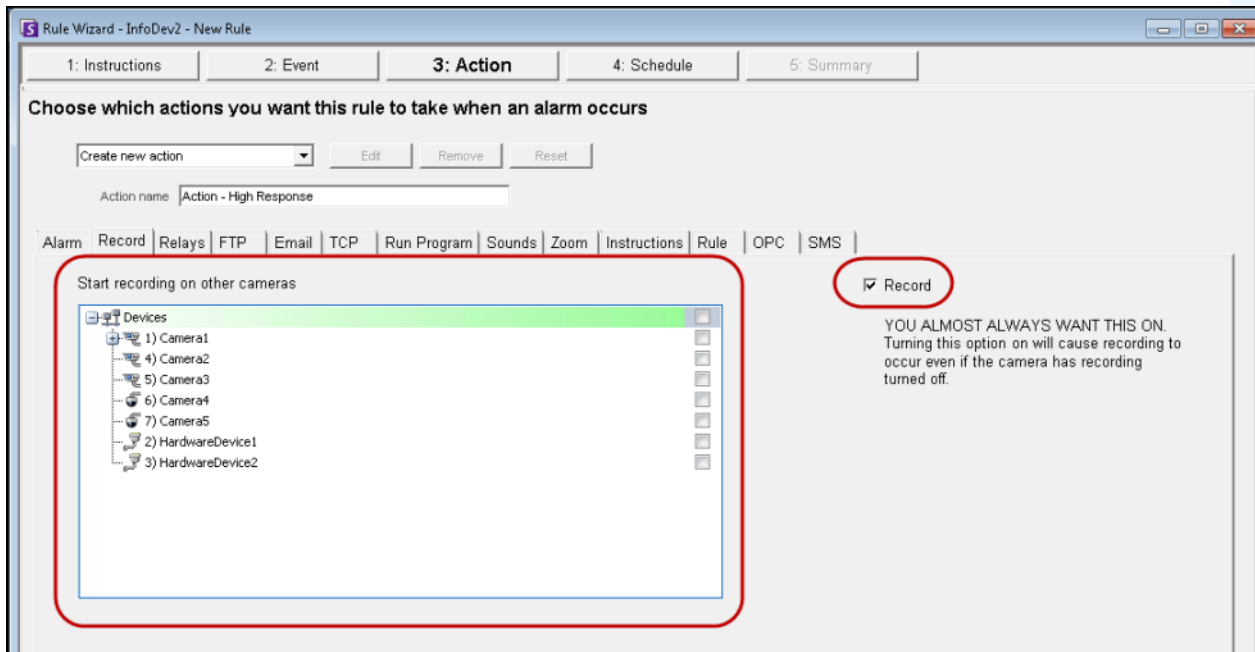 Rule Wizard - InfoDev2 - New Rule
1: Instructions 2: Event 3: Action 4: Schedule 5: Summary
Choose which actions you want this rule to take when an alarm occurs
Create new action Edit Remove Reset
Action name Action - High Response
Alarm Record Relays FTP Email TCP Run Program Sounds Zoom Instructions Rule OPC SMS
Start recording on other cameras
Devices
1) Camera1
4) Camera2
5) Camera3
6) Camera4
7) Camera5
2) HardwareDevice1
3) HardwareDevice2
Record
YOU ALMOST ALWAYS WANT THIS ON.
Turning this option on will cause recording to
occur even if the camera has recording
turned off.